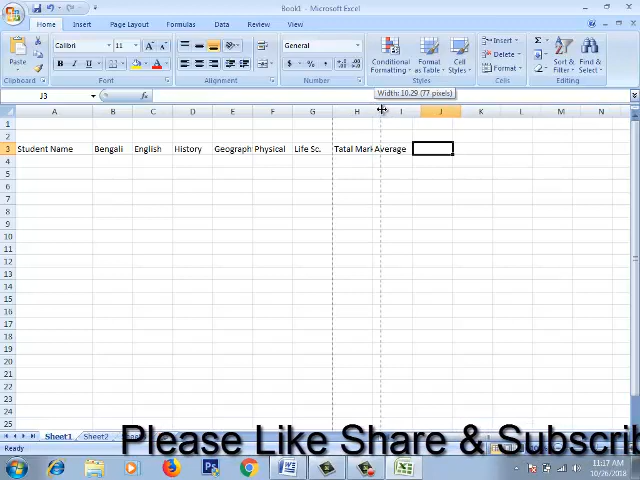 Book1 - Microsoft Excel
Home Insert Page Layout Formulas Data Review View
Paste Calibri 11 A A General Conditional Formatting Format as Table Cell Styles Insert Delete Format Sort & Filter Find & Select
B I U $ % ,
Clipboard Font Alignment Number Styles Cells Editing
J3 fx
Width: 10.29 (77 pixels)
A B C D E F G H I J K L M N
1
2
3 Student Name Bengali English History Geograph Physical Life Sc. Tatal Mark Average
4
5
6
7
8
9
10
11
12
13
14
15
16
17
18
19
20
21
22
23
24
25
Sheet1 Sheet2
Please Like Share & Subscrib
11:37 AM
10/26/2018